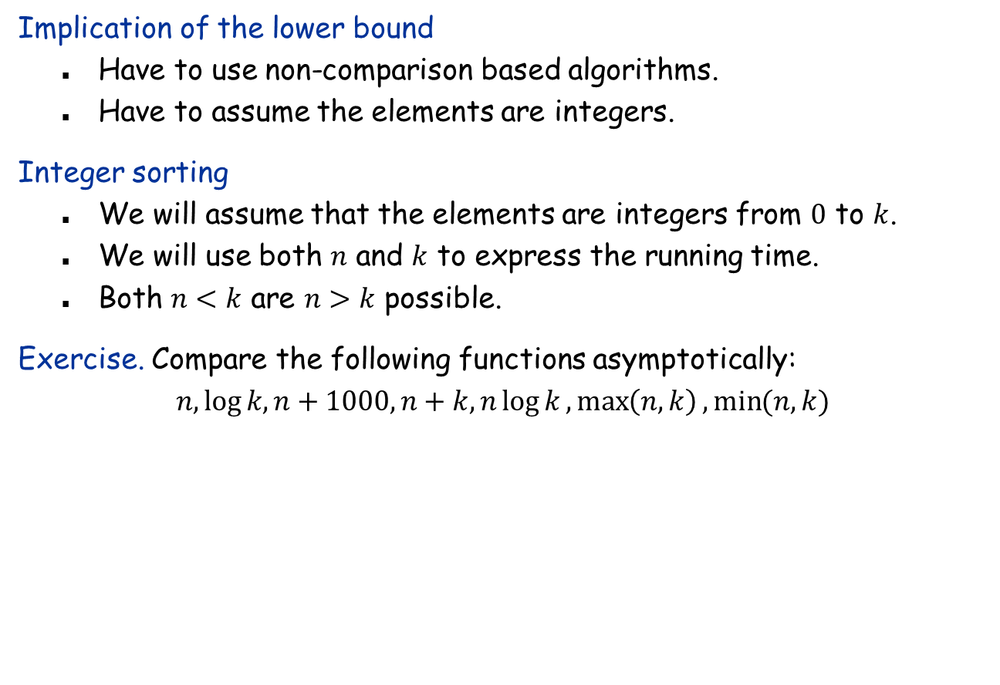 Implication of the lower bound
▪ Have to use non-comparison based algorithms.
▪ Have to assume the elements are integers.
Integer sorting
▪ We will assume that the elements are integers from 0 to k.
▪ We will use both n and k to express the running time.
▪ Both n < k are n > k possible.
Exercise. Compare the following functions asymptotically:
n, log k, n + 1000, n + k, n log k , max(n, k) , min(n, k)